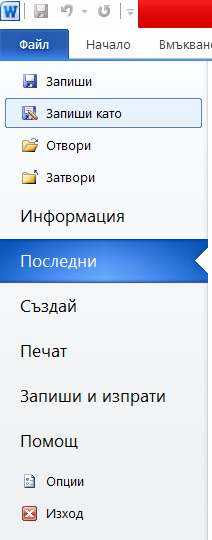 Файл Начало Вмъкване
Запиши
Запиши като
Отвори
Затвори
Информация
Последни
Създай
Печат
Запиши и изпрати
Помощ
Опции
Изход